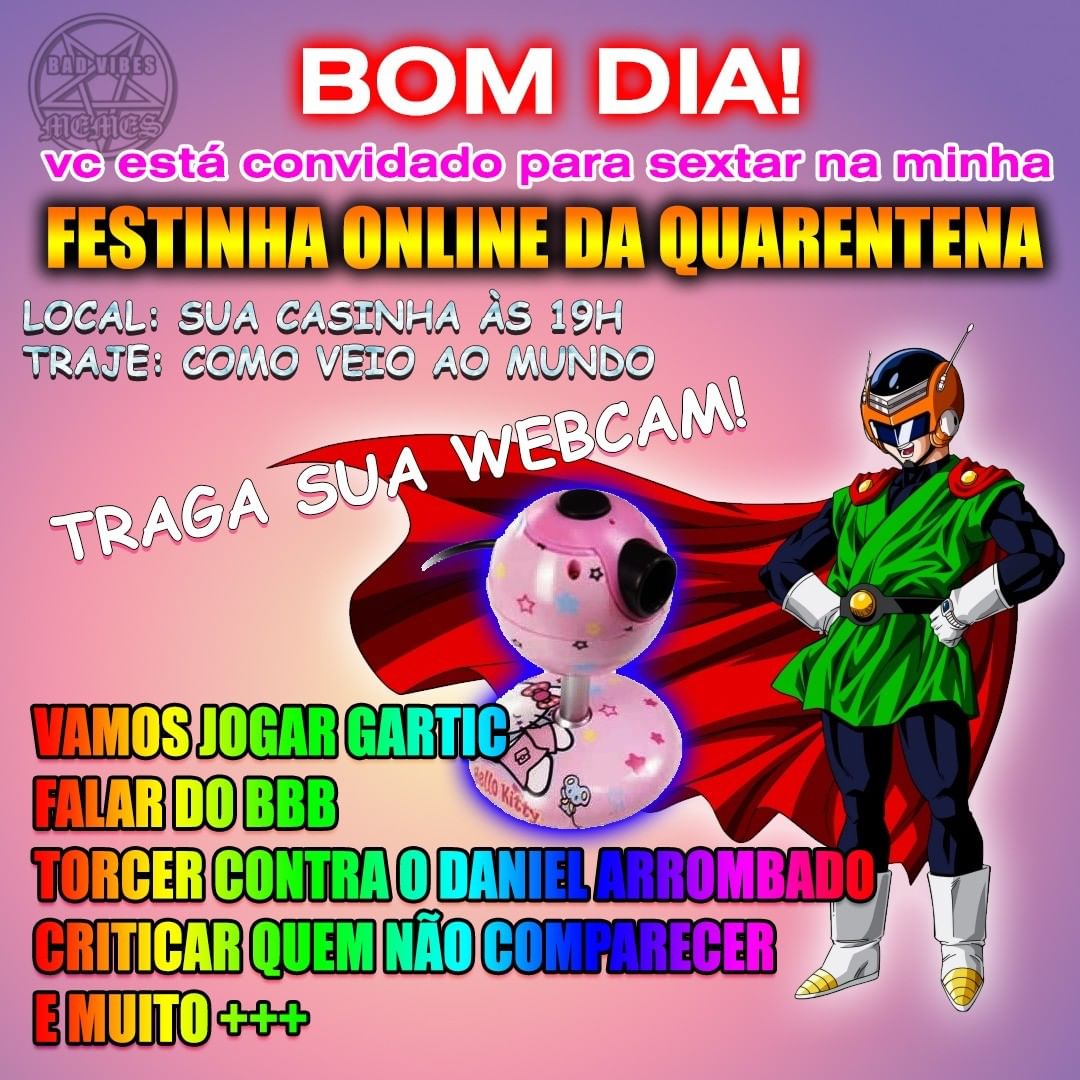 BAD VIBES
MEMES
BOM DIA!
vc está convidado para sextar na minha
FESTINHA ONLINE DA QUARENTENA
LOCAL: SUA CASINHA ÀS 19H
TRAJE: COMO VEIO AO MUNDO
TRAGA SUA WEBCAM!
VAMOS JOGAR GARTIC
Hello Kitty
FALAR DO BBB
TORCER CONTRA O DANIEL ARROMBADO
CRITICAR QUEM NÃO COMPARECER
E MUITO +++